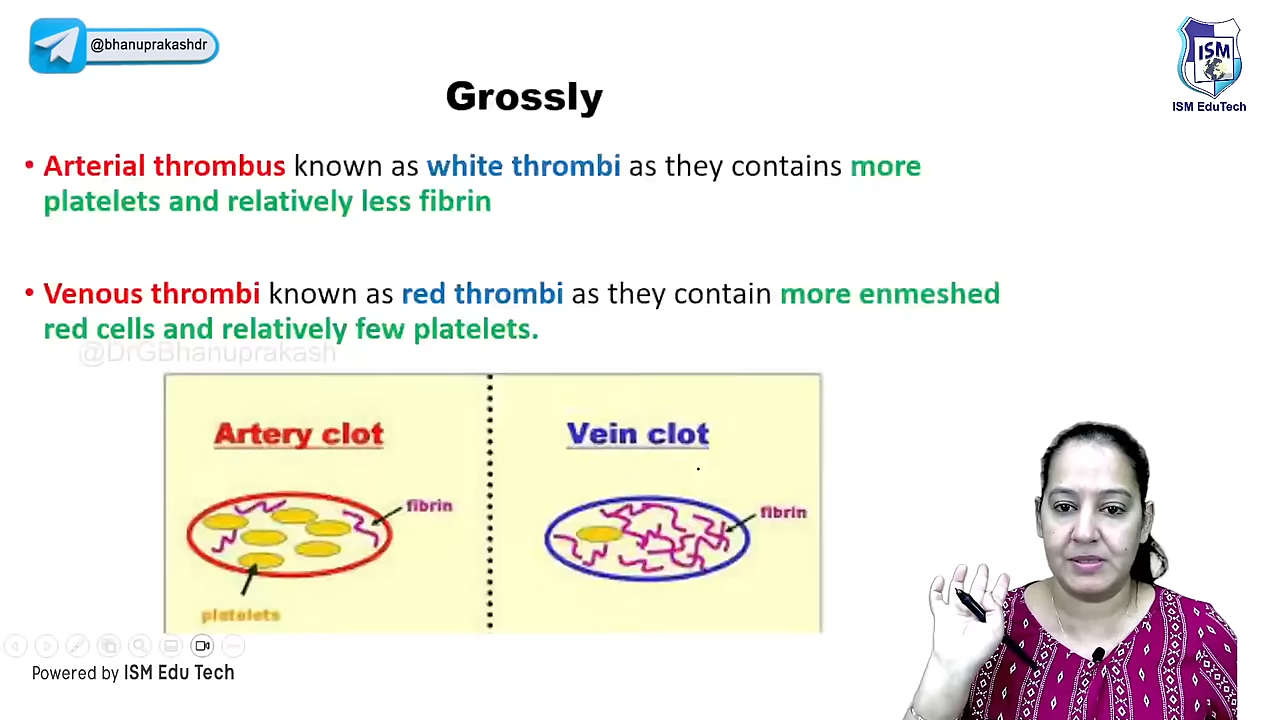 @bhanuprakashdr
ISM
ISM EduTech
Grossly
• Arterial thrombus known as white thrombi as they contains more
platelets and relatively less fibrin
• Venous thrombi known as red thrombi as they contain more enmeshed
red cells and relatively few platelets.
@DrGBhanuprakash
Artery clot
Vein clot
fibrin
fibrin
platelets
Powered by ISM Edu Tech